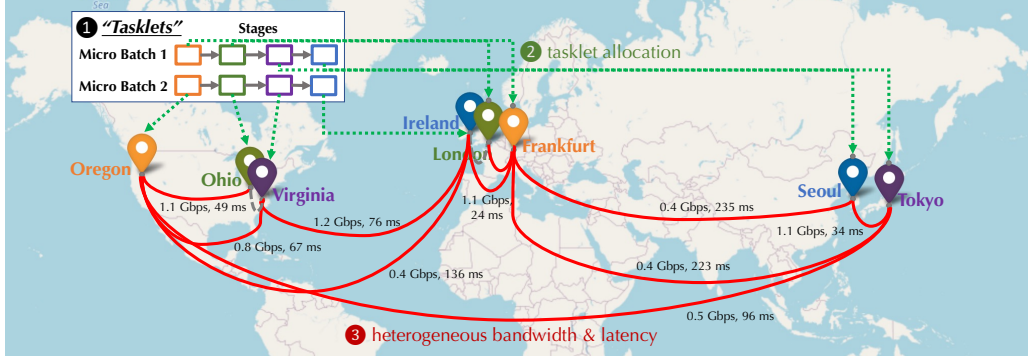 ❶ "Tasklets"
Stages
Micro Batch 1
Micro Batch 2
❷ tasklet allocation
Ireland
London
Frankfurt
Oregon
Ohio
Virginia
Seoul
Tokyo
1.1 Gbps, 49 ms
0.8 Gbps, 67 ms
1.2 Gbps, 76 ms
1.1 Gbps,
24 ms
0.4 Gbps, 235 ms
1.1 Gbps, 34 ms
0.4 Gbps, 136 ms
0.4 Gbps, 223 ms
0.5 Gbps, 96 ms
❸ heterogeneous bandwidth & latency